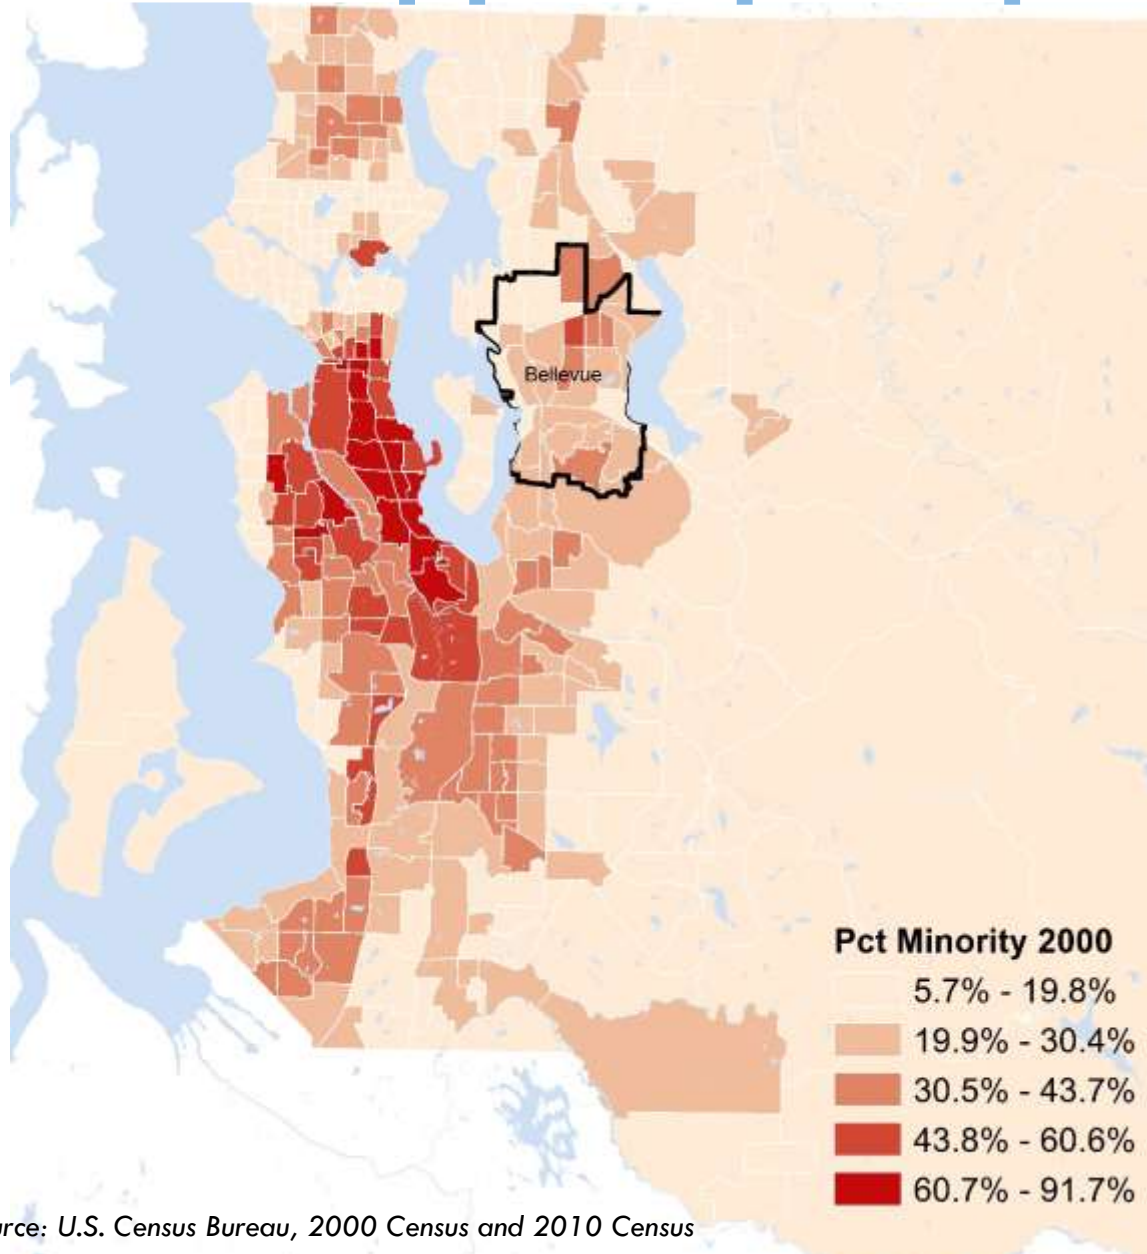 Bellevue
Pct Minority 2000
5.7% - 19.8%
19.9% - 30.4%
30.5% - 43.7%
43.8% - 60.6%
60.7% - 91.7%
urce: U.S. Census Bureau, 2000 Census and 2010 Census